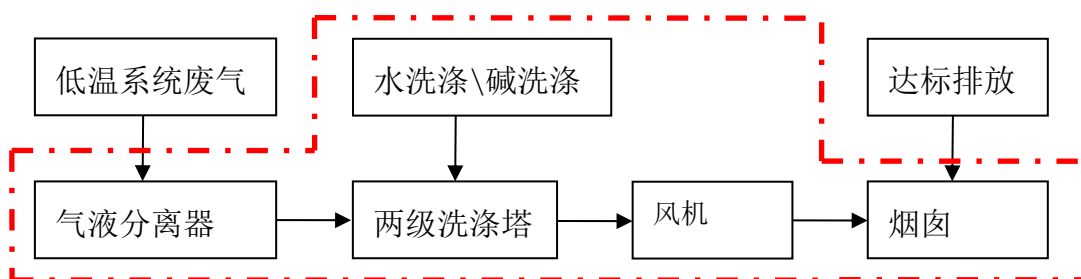 低温系统废气
水洗涤\碱洗涤
达标排放
气液分离器
两级洗涤塔
风机
烟囱